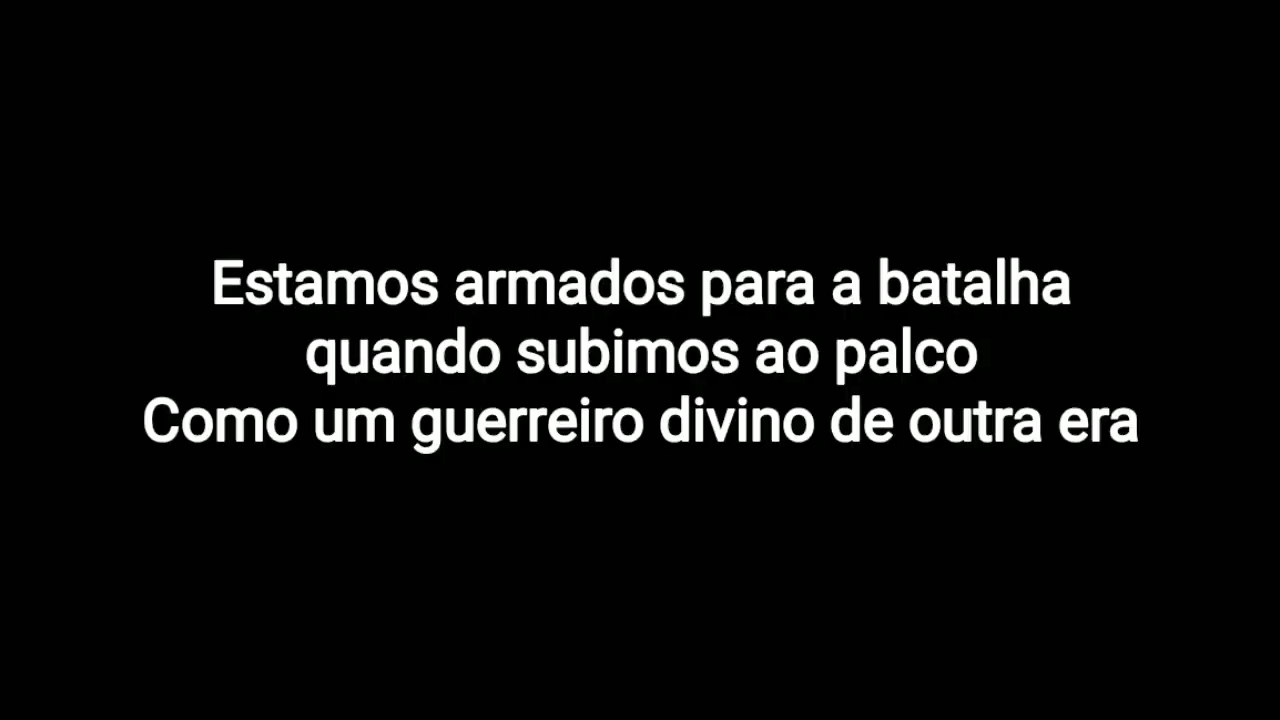 Estamos armados para a batalha
quando subimos ao palco
Como um guerreiro divino de outra era